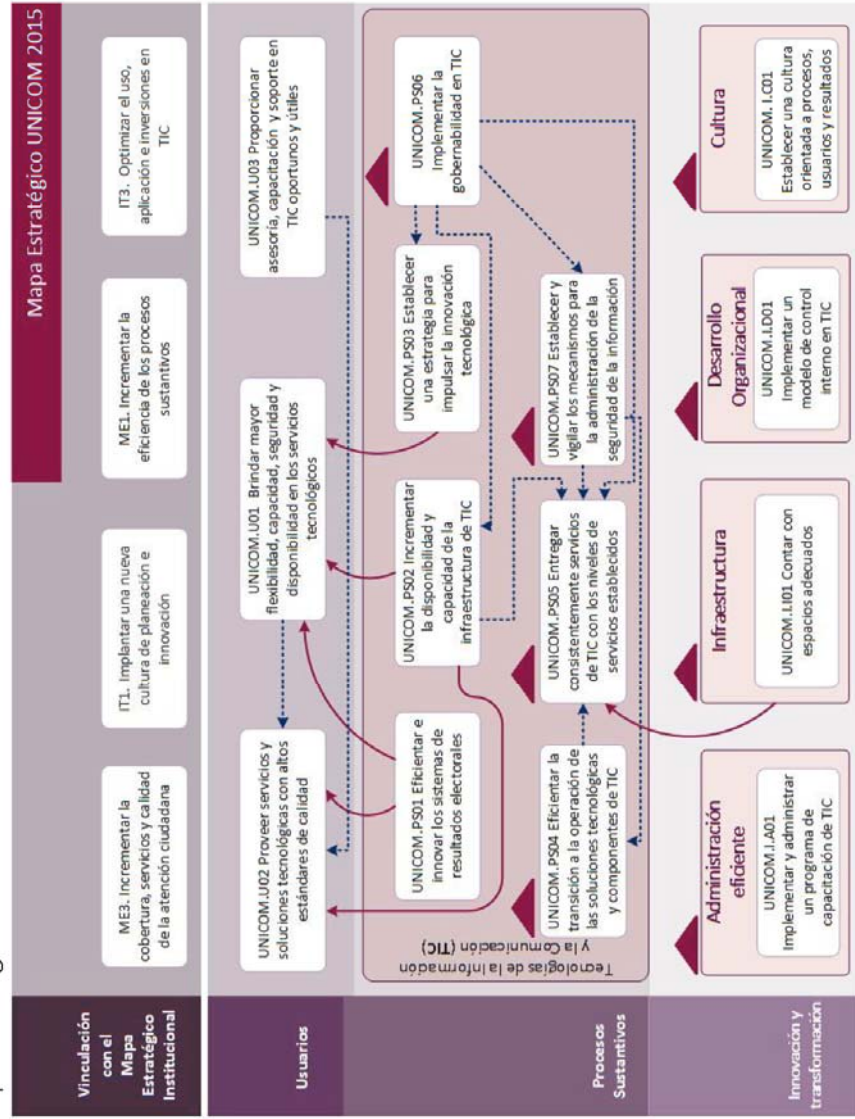 Mapa Estratégico UNICOM 2015
Vinculación
con el
Mapa
Estratégico
Institucional
ME3. Incrementar la
cobertura, servicios y calidad
de la atención ciudadana
IT1. Implantar una nueva
cultura de planeación e
innovación
ME1. Incrementar la
eficiencia de los procesos
sustantivos
IT3. Optimizar el uso,
aplicación e inversiones en
TIC
Usuarios
UNICOM.U02 Proveer servicios y
soluciones tecnológicas con altos
estándares de calidad
UNICOM.U01 Brindar mayor
flexibilidad, capacidad, seguridad y
disponibilidad en los servicios
tecnológicos
UNICOM.U03 Proporcionar
asesoría, capacitación y soporte en
TIC oportunos y útiles
Procesos
Sustantivos
Tecnologías de la Información
y la Comunicación (TIC)
UNICOM.PS01 Eficientar e
innovar los sistemas de
resultados electorales
UNICOM.PS02 Incrementar
la disponibilidad y
capacidad de la
infraestructura de TIC
UNICOM.PS03 Establecer
una estrategia para
impulsar la innovación
tecnológica
UNICOM.PS06
Implementar la
gobernabilidad en TIC
UNICOM.PS04 Eficientar la
transición a la operación de
las soluciones tecnológicas
y componentes de TIC
UNICOM.PS05 Entregar
consistentemente servicios
de TIC con los niveles de
servicios establecidos
UNICOM.PS07 Establecer y
vigilar los mecanismos para
la administración de la
seguridad de la información
Innovación y
transformación
Administración
eficiente
UNICOM.I.A01
Implementar y administrar
un programa de
capacitación de TIC
Infraestructura
UNICOM.I.I01 Contar con
espacios adecuados
Desarrollo
Organizacional
UNICOM.I.D01
Implementar un
modelo de control
interno en TIC
Cultura
UNICOM. I.C01
Establecer una cultura
orientada a procesos,
usuarios y resultados